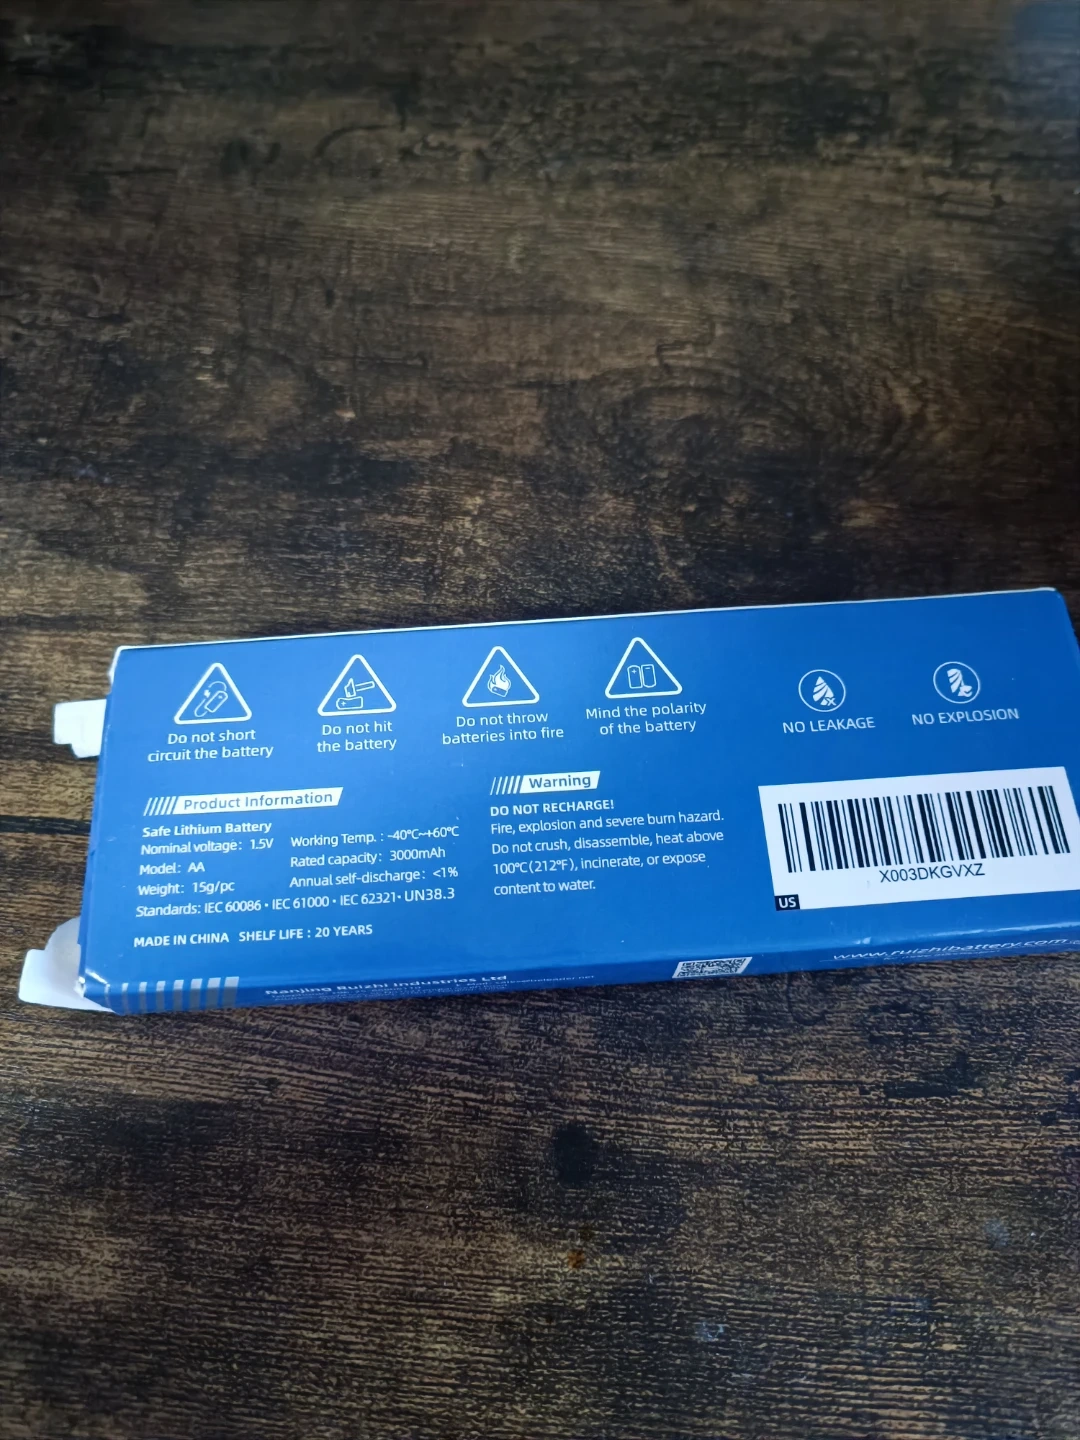 Do not short
circuit the battery
Do not hit
the battery
Do not throw
batteries into fire
Mind the polarity
of the battery
NO LEAKAGE
NO EXPLOSION
Product Information
Safe Lithium Battery
Nominal voltage: 1.5V
Model: AA
Weight: 15g/pc
Working Temp. : -40℃~+60℃
Rated capacity: 3000mAh
Annual self-discharge: <1%
Standards: IEC 60086 • IEC 61000 • IEC 62321• UN38.3
MADE IN CHINA SHELF LIFE : 20 YEARS
Warning
DO NOT RECHARGE!
Fire, explosion and severe burn hazard.
Do not crush, disassemble, heat above
100℃(212℉), incinerate, or expose
content to water.
X003DKGVXZ
US
Nanjing Ruizhi Industries Ltd
www.ruizhibattery.com